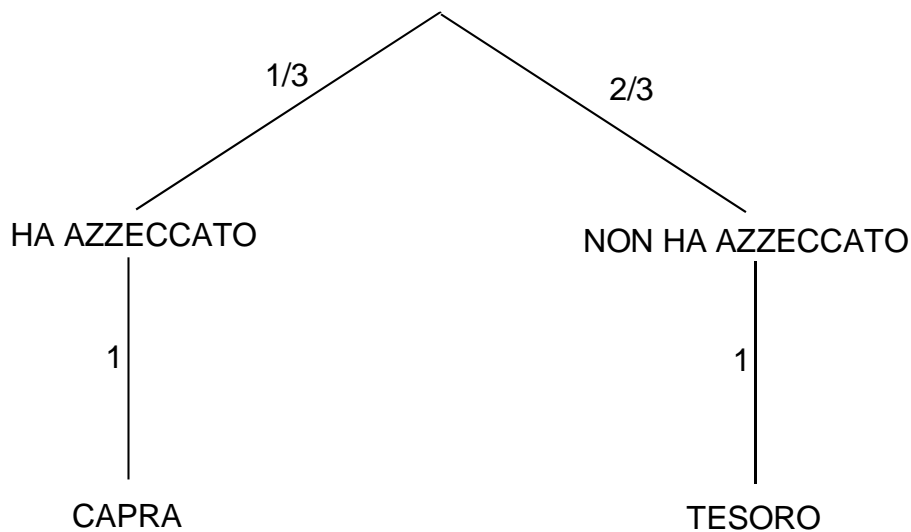 1/3
2/3
HA AZZECCATO
NON HA AZZECCATO
1
1
CAPRA
TESORO